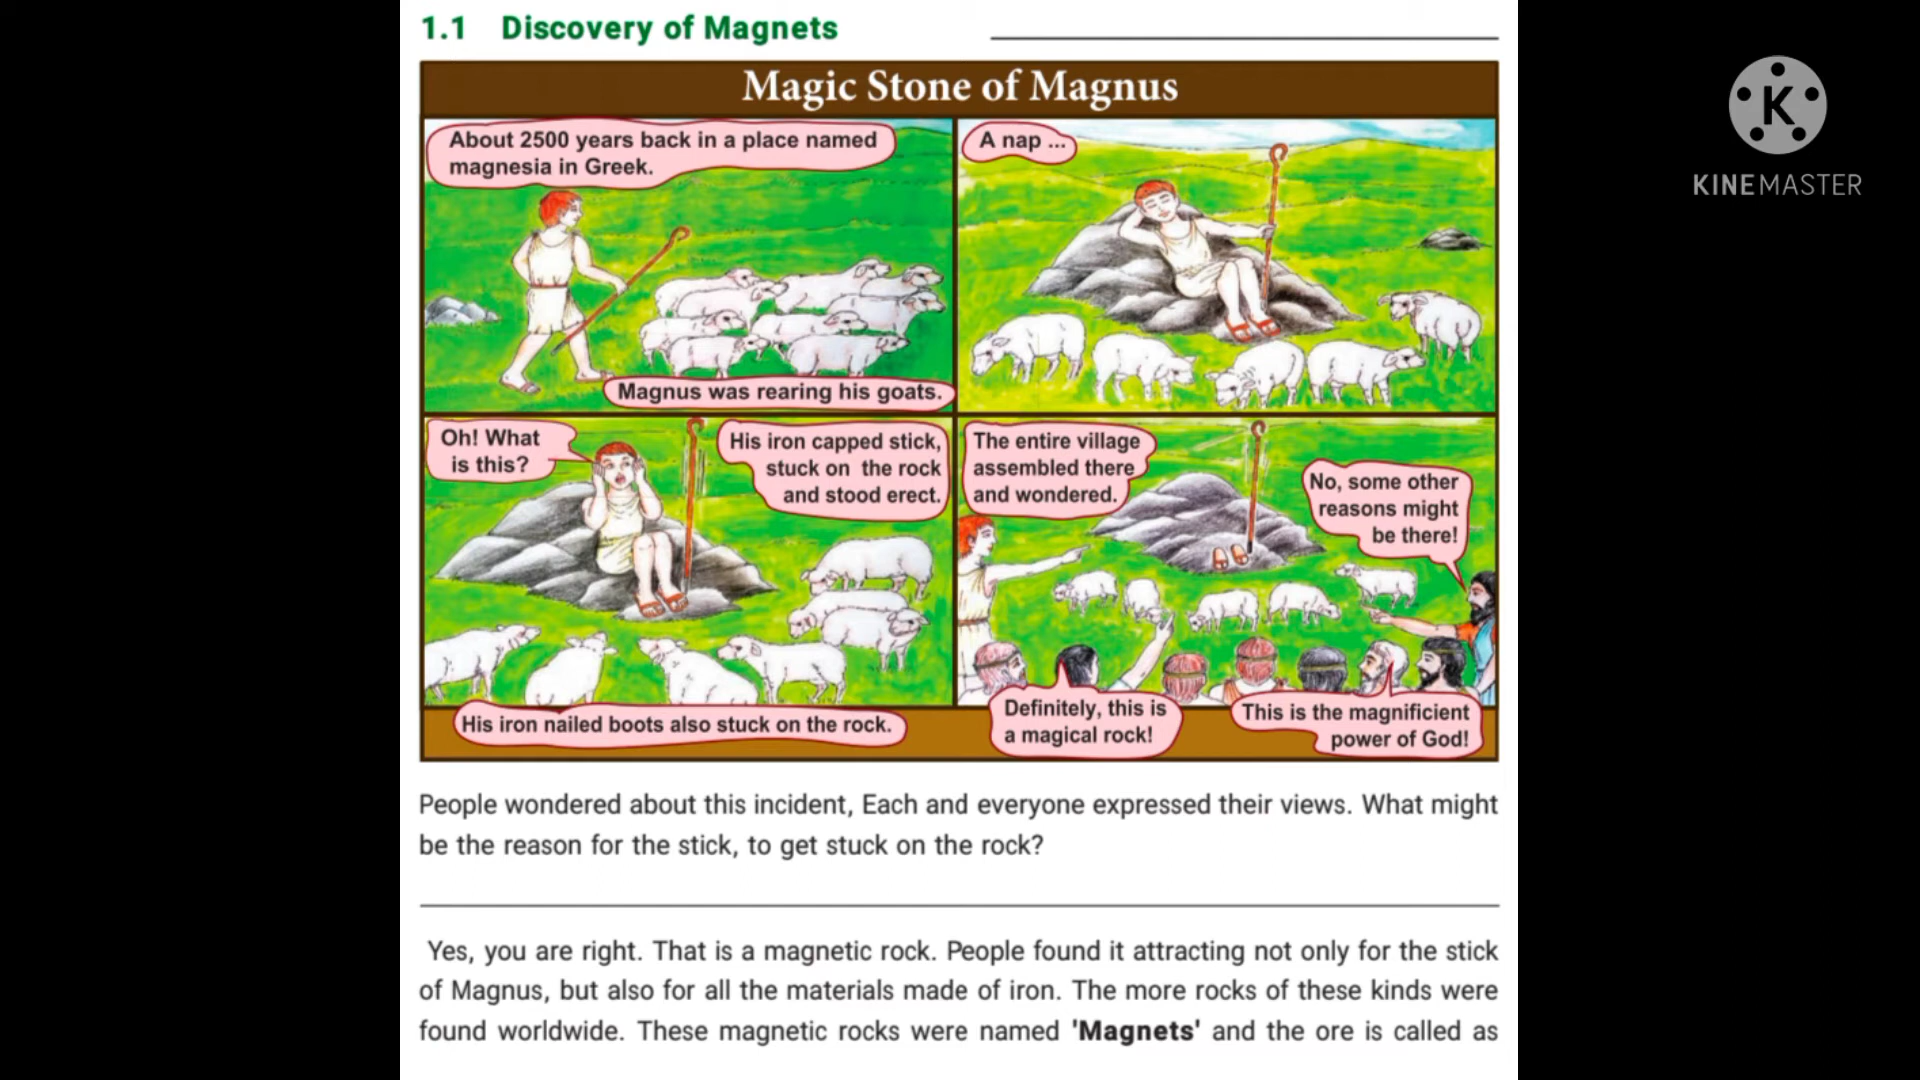 1.1 Discovery of Magnets
Magic Stone of Magnus
About 2500 years back in a place named
magnesia in Greek.
Magnus was rearing his goats.
A nap ...
Oh! What
is this?
His iron capped stick,
stuck on the rock
and stood erect.
His iron nailed boots also stuck on the rock.
The entire village
assembled there
and wondered.
No, some other
reasons might
be there!
Definitely, this is
a magical rock!
This is the magnificient
power of God!
People wondered about this incident, Each and everyone expressed their views. What might
be the reason for the stick, to get stuck on the rock?
Yes, you are right. That is a magnetic rock. People found it attracting not only for the stick
of Magnus, but also for all the materials made of iron. The more rocks of these kinds were
found worldwide. These magnetic rocks were named 'Magnets' and the ore is called as
K
KINEMASTER